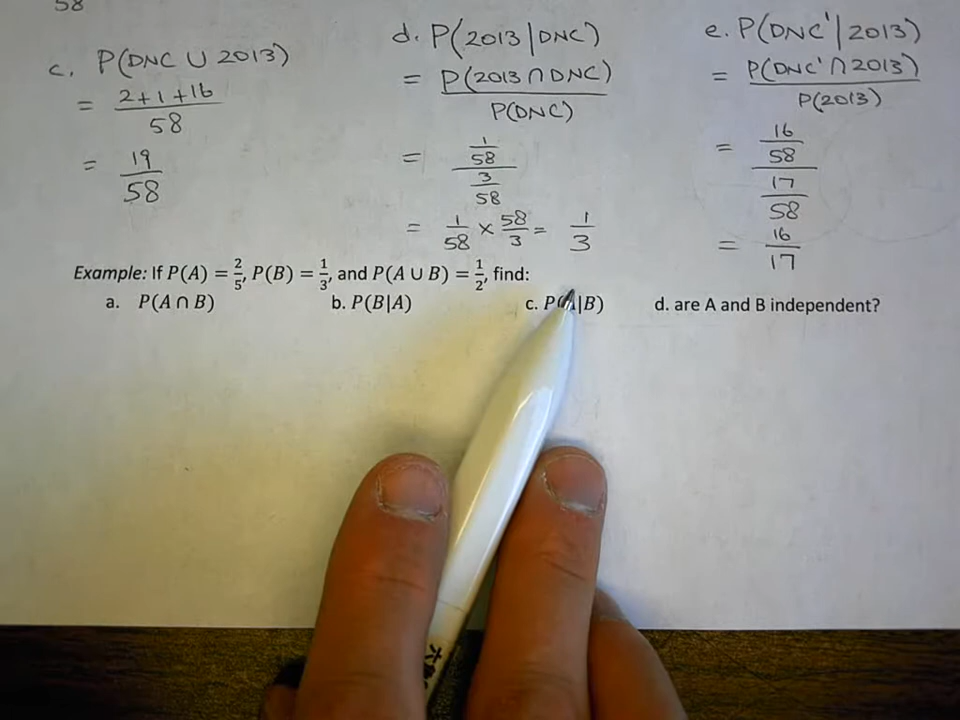 58
c. P(DNC ∪ 2013)
= 2+1+16/58
= 19/58
d. P(2013|DNC)
= P(2013 ∩ DNC)/P(DNC)
= 1/58 / 3/58
= 1/58 × 58/3 = 1/3
e. P(DNC'|2013)
= P(DNC' ∩ 2013)/P(2013)
= 16/58 / 17/58
= 16/17
Example: If P(A) = 2/5, P(B) = 1/3, and P(A ∪ B) = 1/2, find:
a. P(A ∩ B) b. P(B|A) c. P(A|B) d. are A and B independent?